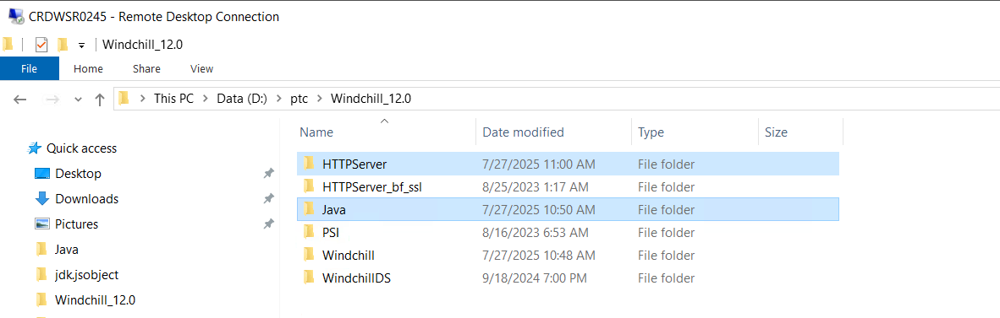 CRDWSR0245 - Remote Desktop Connection
Windchill_12.0
File Home Share View
This PC Data (D:) ptc Windchill_12.0
Name Date modified Type Size
Quick access
Desktop
Downloads
Pictures
Java
jdk.jsobject
Windchill_12.0
HTTPServer 7/27/2025 11:00 AM File folder
HTTPServer_bf_ssl 8/25/2023 1:17 AM File folder
Java 7/27/2025 10:50 AM File folder
PSI 8/16/2023 6:53 AM File folder
Windchill 7/27/2025 10:48 AM File folder
WindchillDS 9/18/2024 7:00 PM File folder